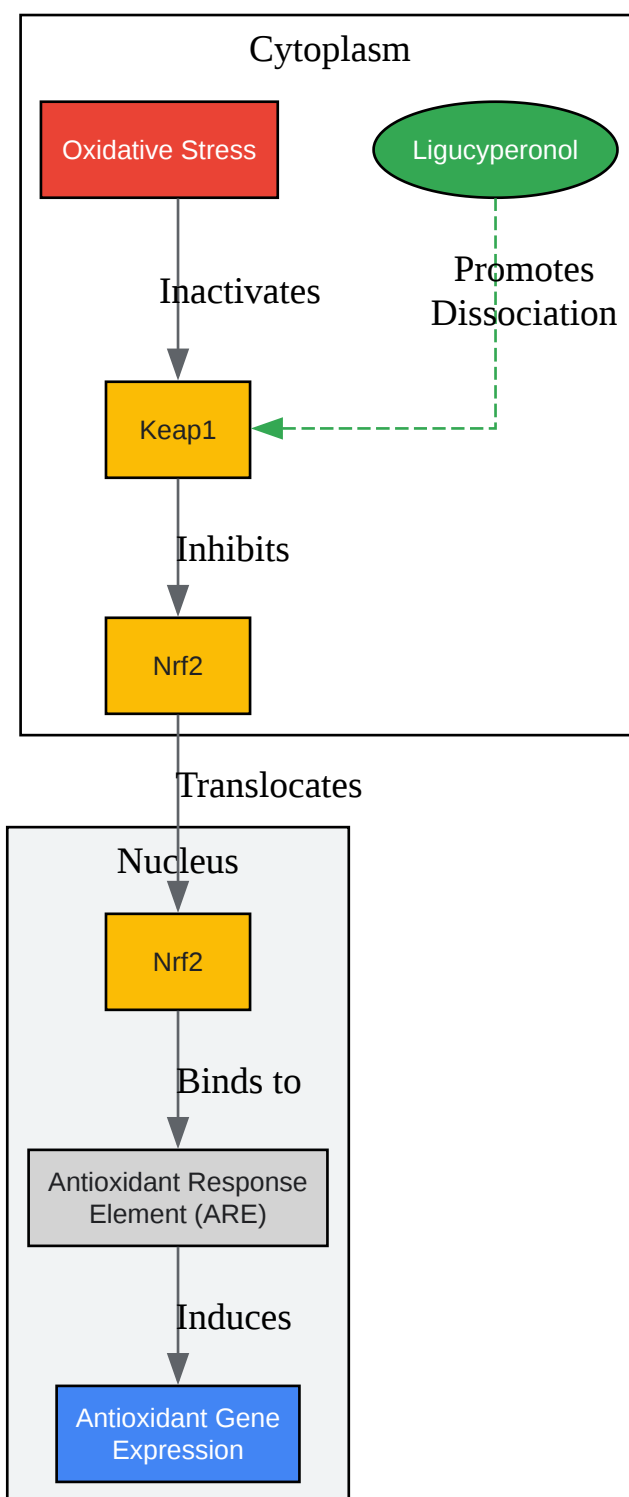 Cytoplasm
Oxidative Stress
Ligucyperonol
Promotes
Dissociation
Inactivates
Keap1
Inhibits
Nrf2
Translocates
Nucleus
Nrf2
Binds to
Antioxidant Response
Element (ARE)
Induces
Antioxidant Gene
Expression